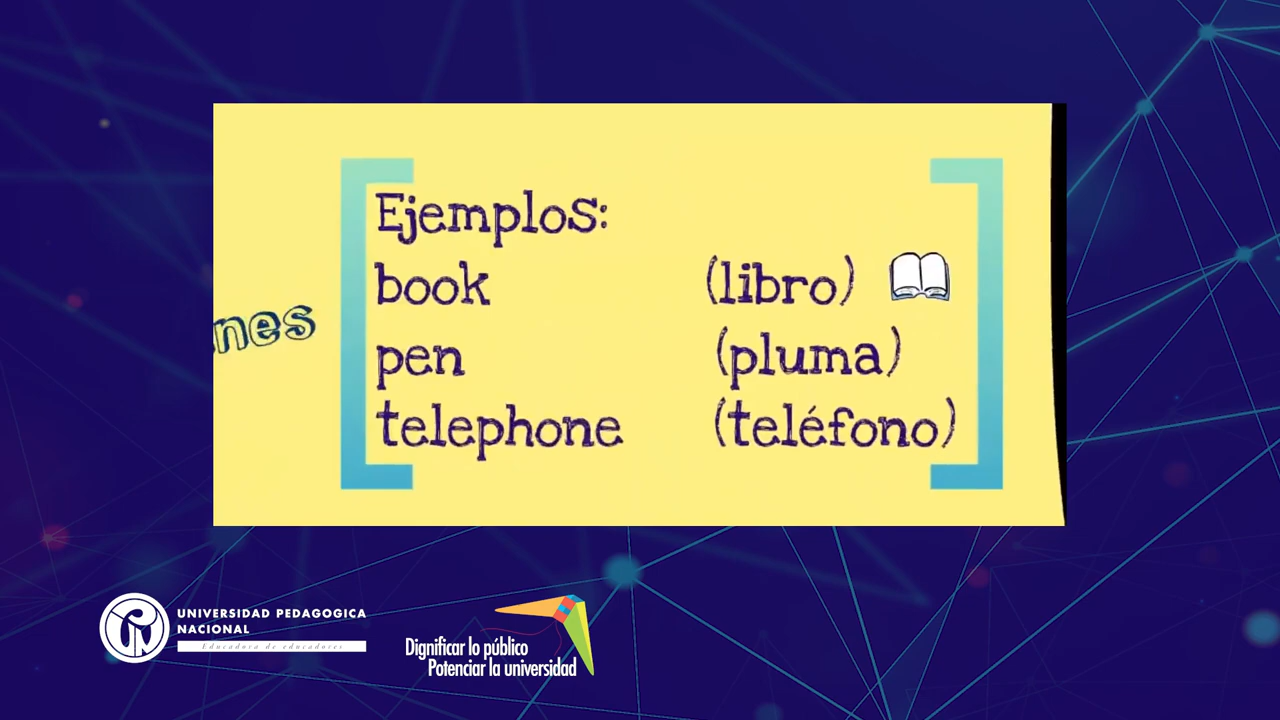 Ejemplos:
book (libro)
nes
pen (pluma)
telephone (teléfono)
UNIVERSIDAD PEDAGOGICA
NACIONAL
Educadora de educadores
Dignificar lo público
Potenciar la universidad